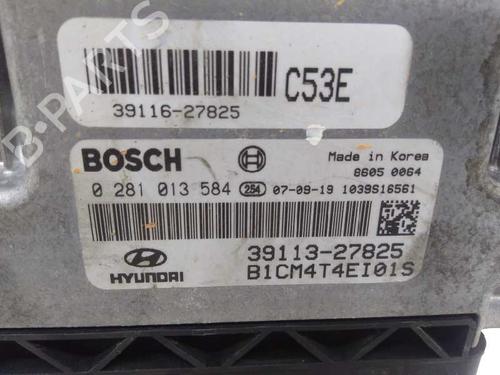 B-PARTS
C53E
39116-27825
BOSCH
Made in Korea
8605 0064
0 281 013 584 254 07-09-19 1039S16561
39113-27825
HYUNDAI
B1CM4T4EI01S